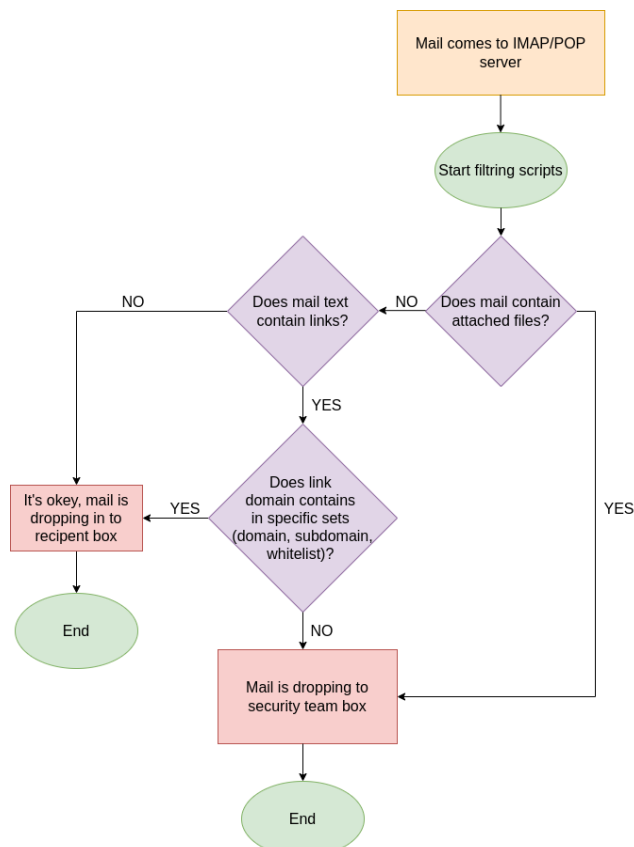 Mail comes to IMAP/POP
server
Start filtring scripts
Does mail contain
attached files?
NO
Does mail text
contain links?
NO
YES
Does link
domain contains
in specific sets
(domain, subdomain,
whitelist)?
YES
It's okey, mail is
dropping in to
recipent box
End
NO
YES
Mail is dropping to
security team box
End